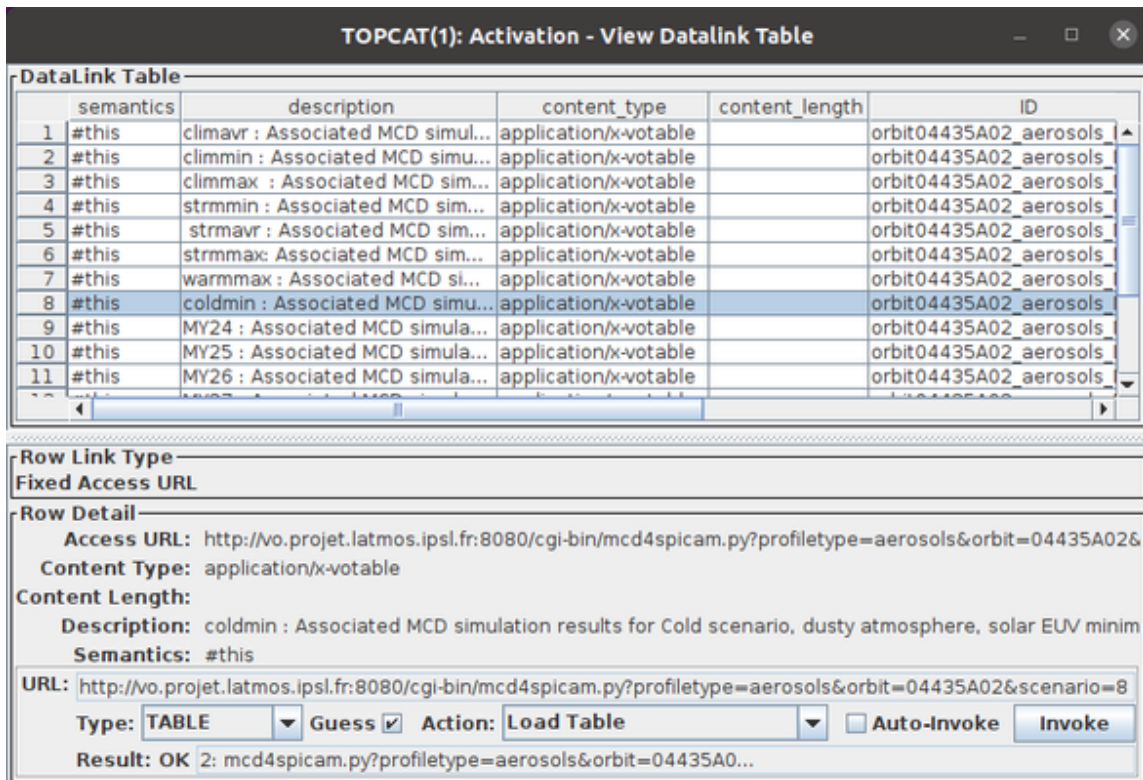 TOPCAT(1): Activation - View Datalink Table
DataLink Table
semantics description content_type content_length ID
1 #this climavr : Associated MCD simul... application/x-votable orbit04435A02_aerosols_
2 #this climmin : Associated MCD simu... application/x-votable orbit04435A02_aerosols_
3 #this climmax : Associated MCD sim... application/x-votable orbit04435A02_aerosols_
4 #this strmmin : Associated MCD sim... application/x-votable orbit04435A02_aerosols_
5 #this strmavr : Associated MCD sim... application/x-votable orbit04435A02_aerosols_
6 #this strmmax: Associated MCD sim... application/x-votable orbit04435A02_aerosols_
7 #this warmmax : Associated MCD si... application/x-votable orbit04435A02_aerosols_
8 #this coldmin : Associated MCD simu... application/x-votable orbit04435A02_aerosols_
9 #this MY24 : Associated MCD simula... application/x-votable orbit04435A02_aerosols_
10 #this MY25 : Associated MCD simula... application/x-votable orbit04435A02_aerosols_
11 #this MY26 : Associated MCD simula... application/x-votable orbit04435A02_aerosols_
Row Link Type
Fixed Access URL
Row Detail
Access URL: http://vo.projet.latmos.ipsl.fr:8080/cgi-bin/mcd4spicam.py?profiletype=aerosols&orbit=04435A02&
Content Type: application/x-votable
Content Length:
Description: coldmin : Associated MCD simulation results for Cold scenario, dusty atmosphere, solar EUV minim
Semantics: #this
URL: http://vo.projet.latmos.ipsl.fr:8080/cgi-bin/mcd4spicam.py?profiletype=aerosols&orbit=04435A02&scenario=8
Type: TABLE Guess Action: Load Table Auto-Invoke Invoke
Result: OK 2: mcd4spicam.py?profiletype=aerosols&orbit=04435A0...